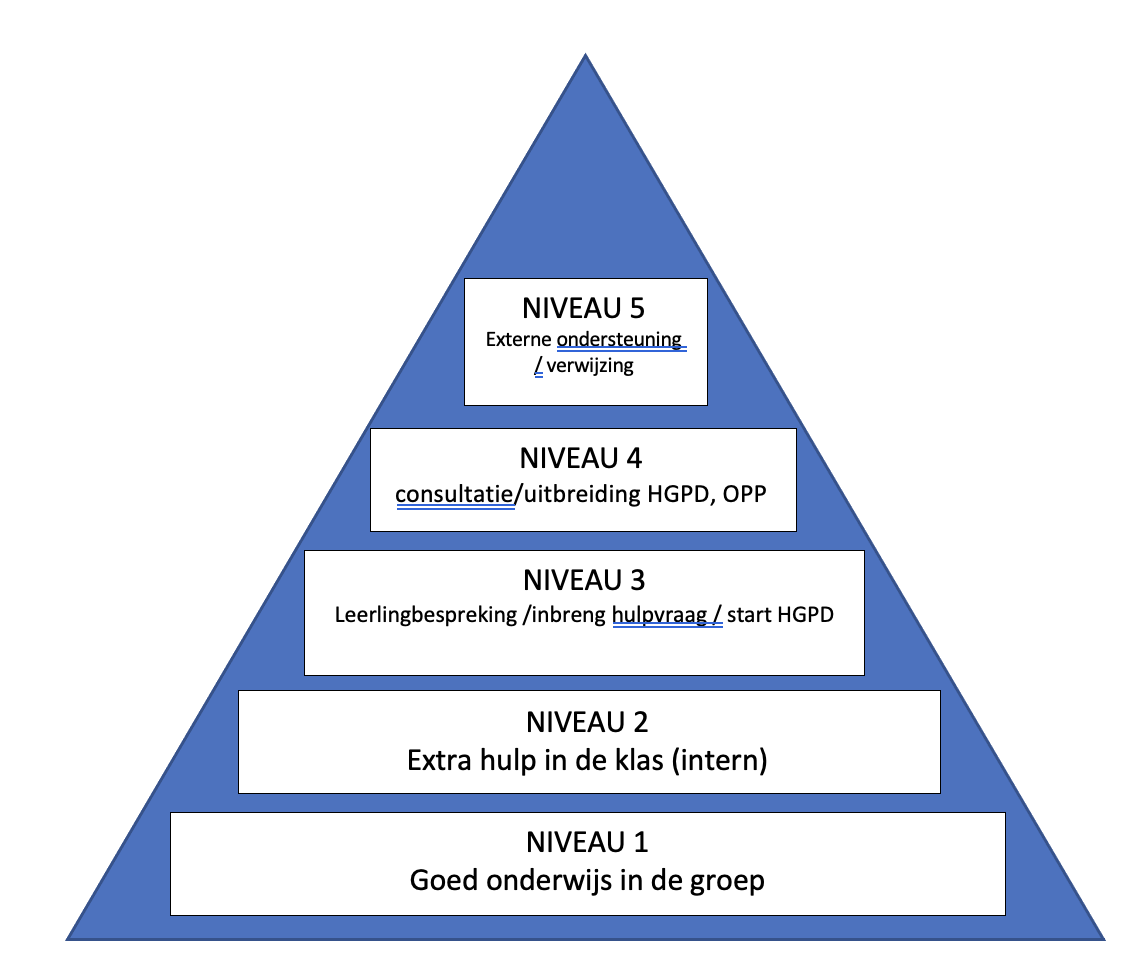 NIVEAU 5
Externe ondersteuning
/ verwijzing
NIVEAU 4
consultatie/uitbreiding HGPD, OPP
NIVEAU 3
Leerlingbespreking /inbreng hulpvraag / start HGPD
NIVEAU 2
Extra hulp in de klas (intern)
NIVEAU 1
Goed onderwijs in de groep